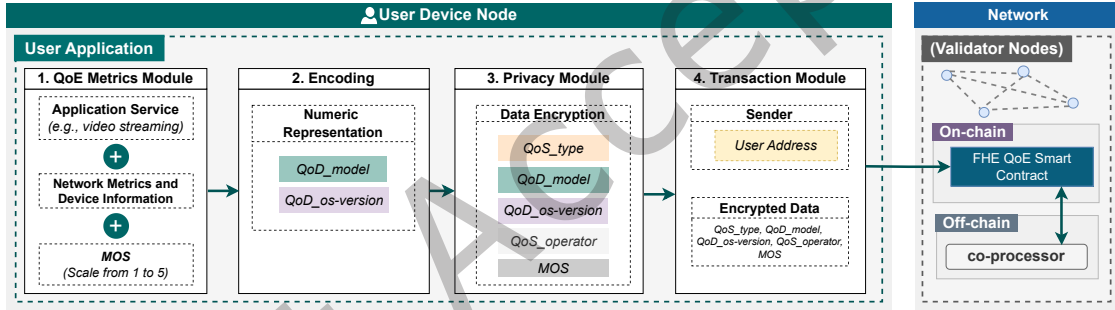 User Device Node
User Application
1. QoE Metrics Module
Application Service
(e.g., video streaming)
+
Network Metrics and
Device Information
+
MOS
(Scale from 1 to 5)
2. Encoding
Numeric
Representation
QoD_model
QoD_os-version
3. Privacy Module
Data Encryption
QoS_type
QoD_model
QoD_os-version
QoS_operator
MOS
4. Transaction Module
Sender
User Address
Encrypted Data
QoS_type, QoD_model,
QoD_os-version, QoS_operator,
MOS
Network
(Validator Nodes)
On-chain
FHE QoE Smart
Contract
Off-chain
co-processor